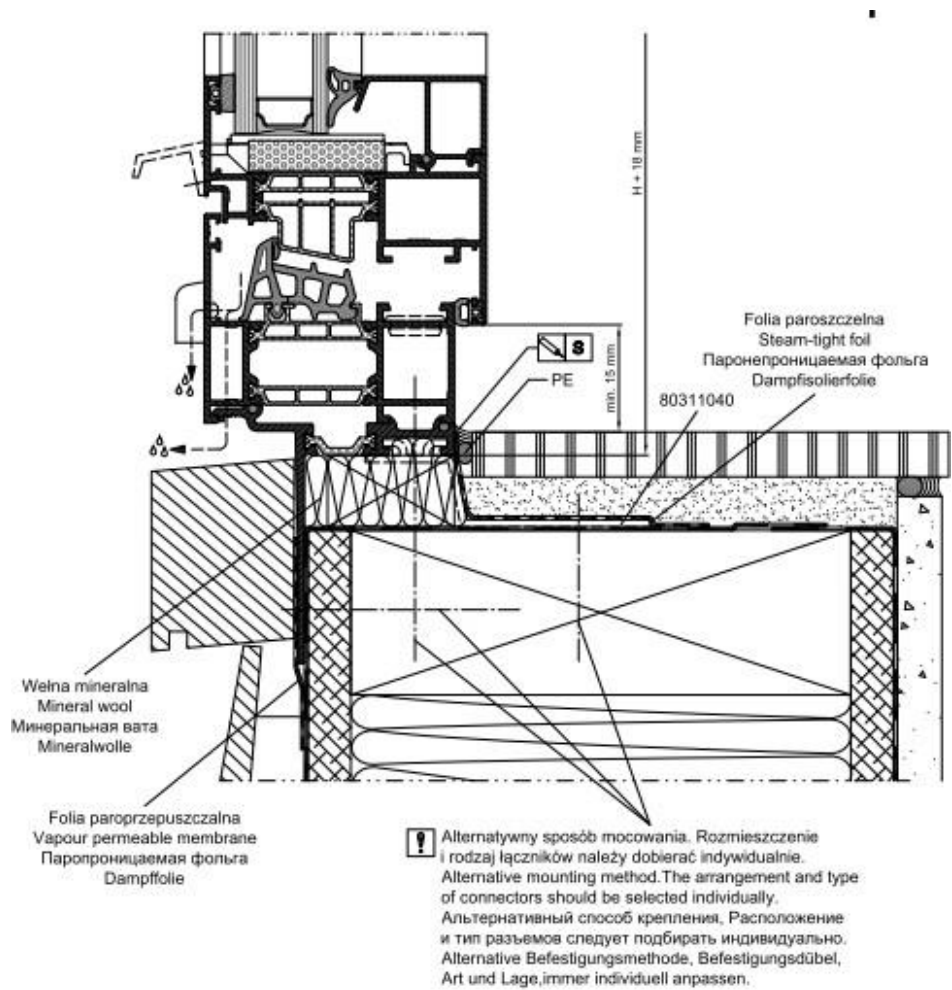 H + 18 mm
Folia paroszczelna
Steam-tight foil
Паронепроницаемая фольга
Dampfisolierfolie
S
min. 15 mm
PE
80311040
Wełna mineralna
Mineral wool
Минеральная вата
Mineralwolle
Folia paroprzepuszczalna
Vapour permeable membrane
Паропроницаемая фольга
Dampffolie
! Alternatywny sposób mocowania. Rozmieszczenie
i rodzaj łączników należy dobierać indywidualnie.
Alternative mounting method.The arrangement and type
of connectors should be selected individually.
Альтернативный способ крепления, Расположение
и тип разъемов следует подбирать индивидуально.
Alternative Befestigungsmethode, Befestigungsdübel,
Art und Lage,immer individuell anpassen.